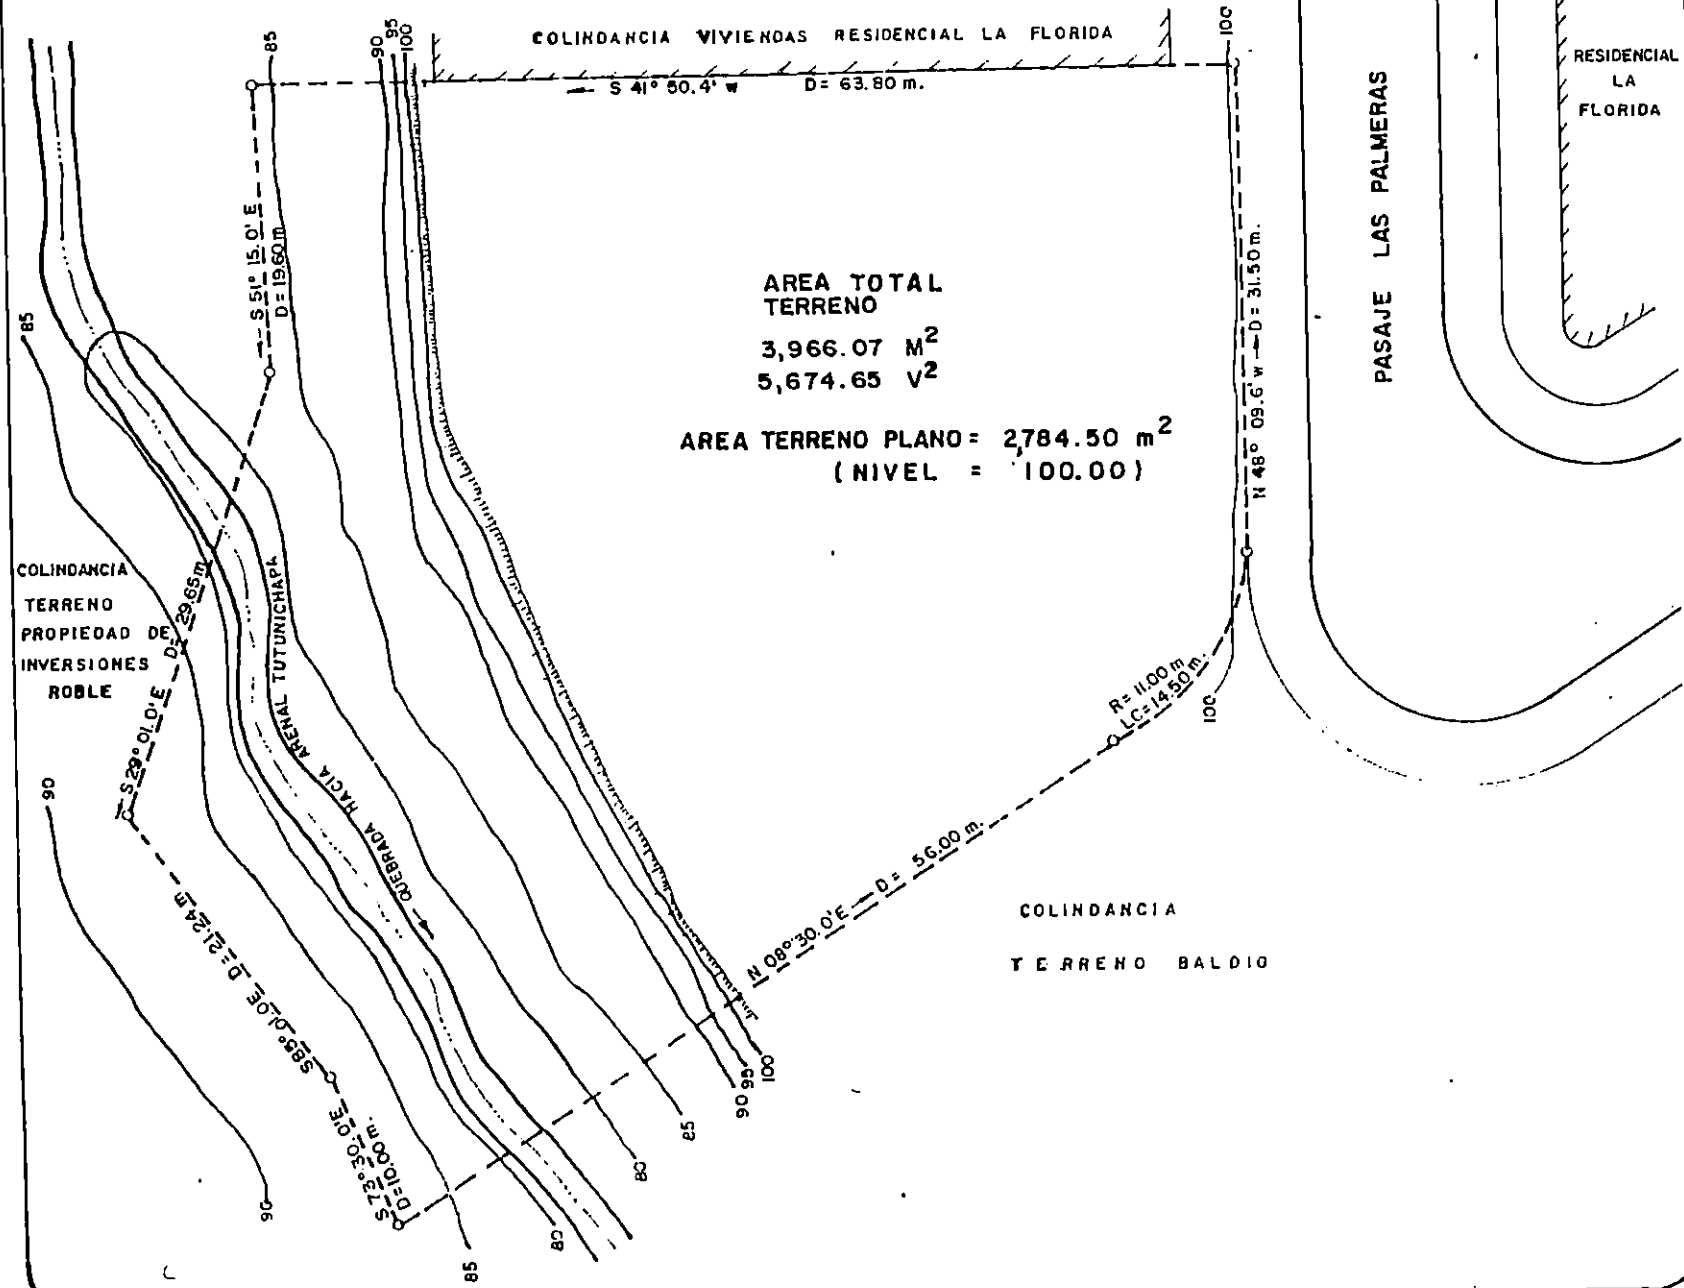 COLINDANCIA VIVIENDAS RESIDENCIAL LA FLORIDA
S 41° 50.4' W D= 63.80 m.
85
90
95
100
100
RESIDENCIAL
LA
FLORIDA
PASAJE LAS PALMERAS
S 51° 15.0' E
D= 19.60 m
AREA TOTAL
TERRENO
3,966.07 M²
5,674.65 V²
AREA TERRENO PLANO = 2,784.50 m²
(NIVEL = 100.00)
N 48° 09.6' W D= 31.50 m.
85
COLINDANCIA
TERRENO
PROPIEDAD DE
INVERSIONES
ROBLE
S 29° 01.0' E D= 29.65 m
QUEBRADA HACIA ARENAL TUTUNICHAPA
R= 11.00 m
LC= 14.50 m.
100
90
S 85° 01.0'E D= 21.24 m
N 08° 30.0' E D= 56.00 m.
COLINDANCIA
TERRENO BALDIO
S 73° 30.0'E
D= 10.00 m.
90
85
80
80
85
90
95
100